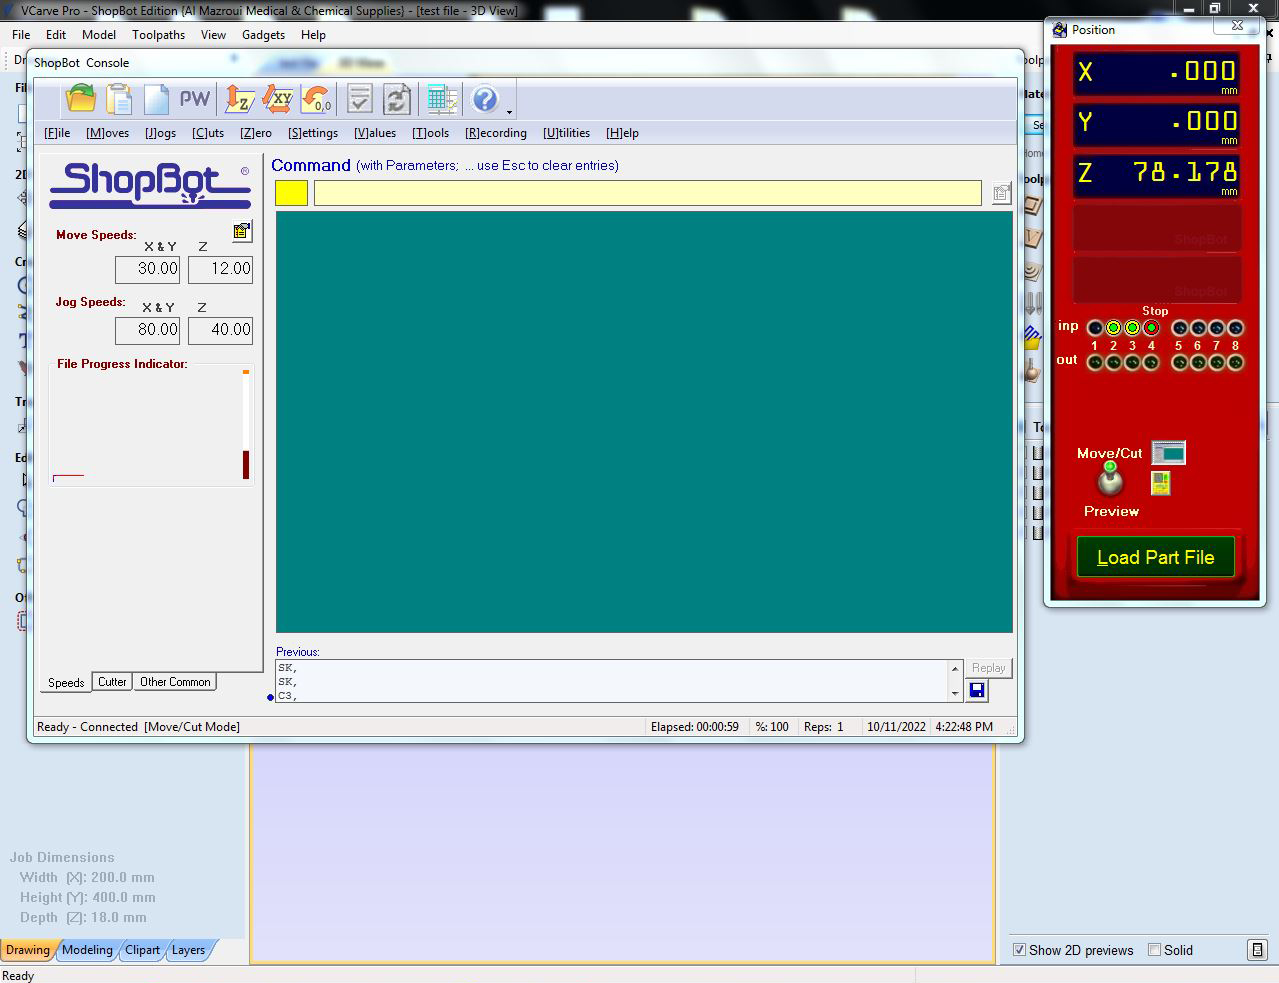 VCarve Pro - ShopBot Edition {Al Mazroui Medical & Chemical Supplies} - [test file - 3D View]
File Edit Model Toolpaths View Gadgets Help
ShopBot Console
PW Z XY 0,0
[F]ile [M]oves [J]ogs [C]uts [Z]ero [S]ettings [V]alues [T]ools [R]ecording [U]tilities [H]elp
ShopBot ®
Command (with Parameters; ... use Esc to clear entries)
Move Speeds:
X & Y Z
30.00 12.00
Jog Speeds:
X & Y Z
80.00 40.00
File Progress Indicator:
Speeds Cutter Other Common
Previous:
SK,
SK,
C3,
Replay
Ready - Connected [Move/Cut Mode] Elapsed: 00:00:59 %: 100 Reps: 1 10/11/2022 4:22:48 PM
Position
X .000
mm
Y .000
mm
Z 78.178
mm
ShopBot
ShopBot
Stop
inp
1 2 3 4 5 6 7 8
out
Move/Cut
Preview
Load Part File
Job Dimensions
Width (X): 200.0 mm
Height (Y): 400.0 mm
Depth (Z): 18.0 mm
Drawing Modeling Clipart Layers
Show 2D previews Solid
Ready